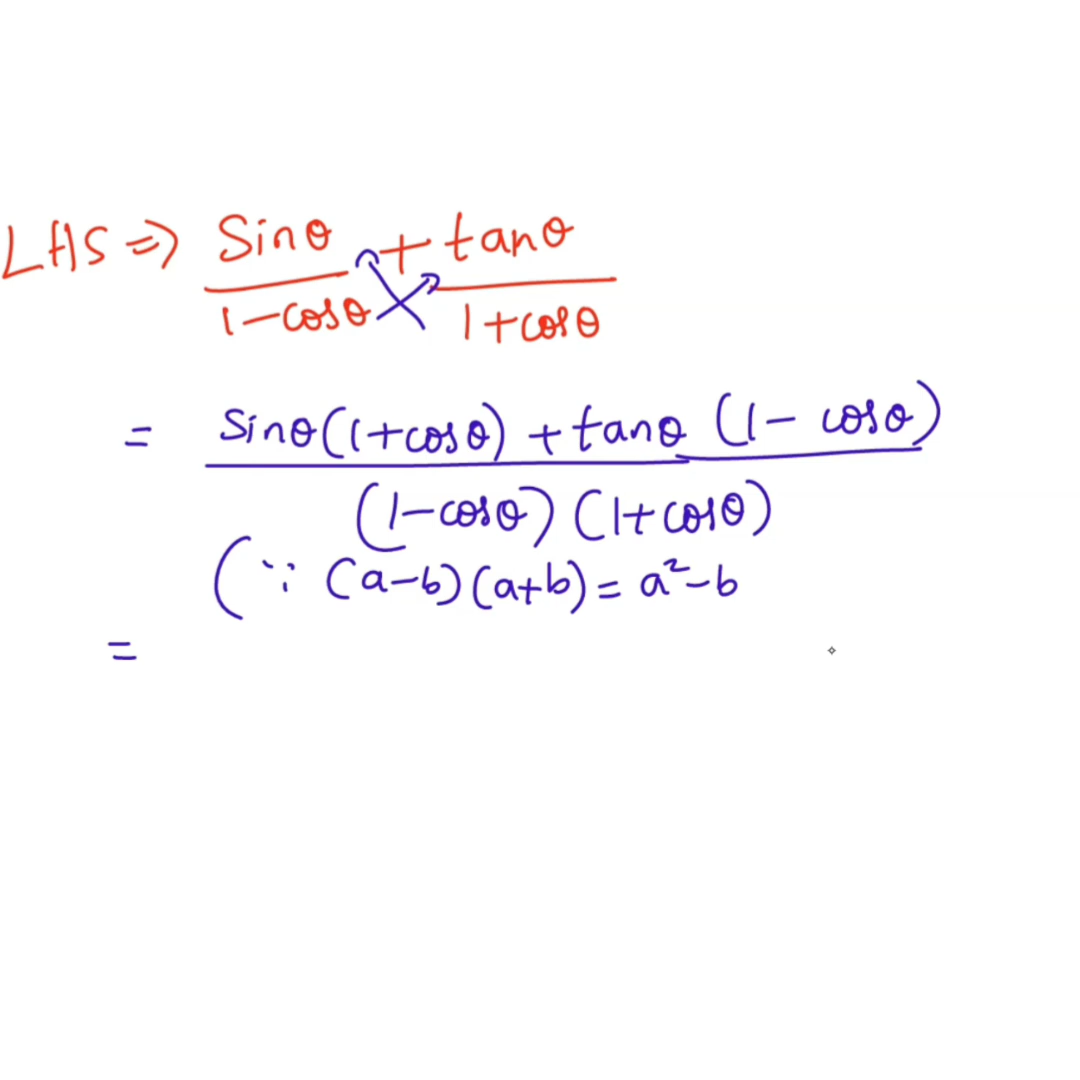 LHS ⇒ Sinθ/1-cosθ + tanθ/1+cosθ
= sinθ(1+cosθ) + tanθ (1- cosθ)
(1-cosθ) (1+cosθ)
(∵ (a-b)(a+b) = a²-b
=